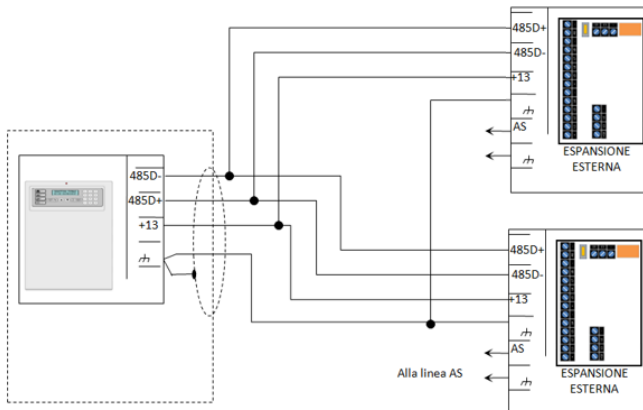 485D+
485D-
+13
AS
ESPANSIONE
ESTERNA
485D-
485D+
+13
485D+
485D-
+13
AS
Alla linea AS
ESPANSIONE
ESTERNA